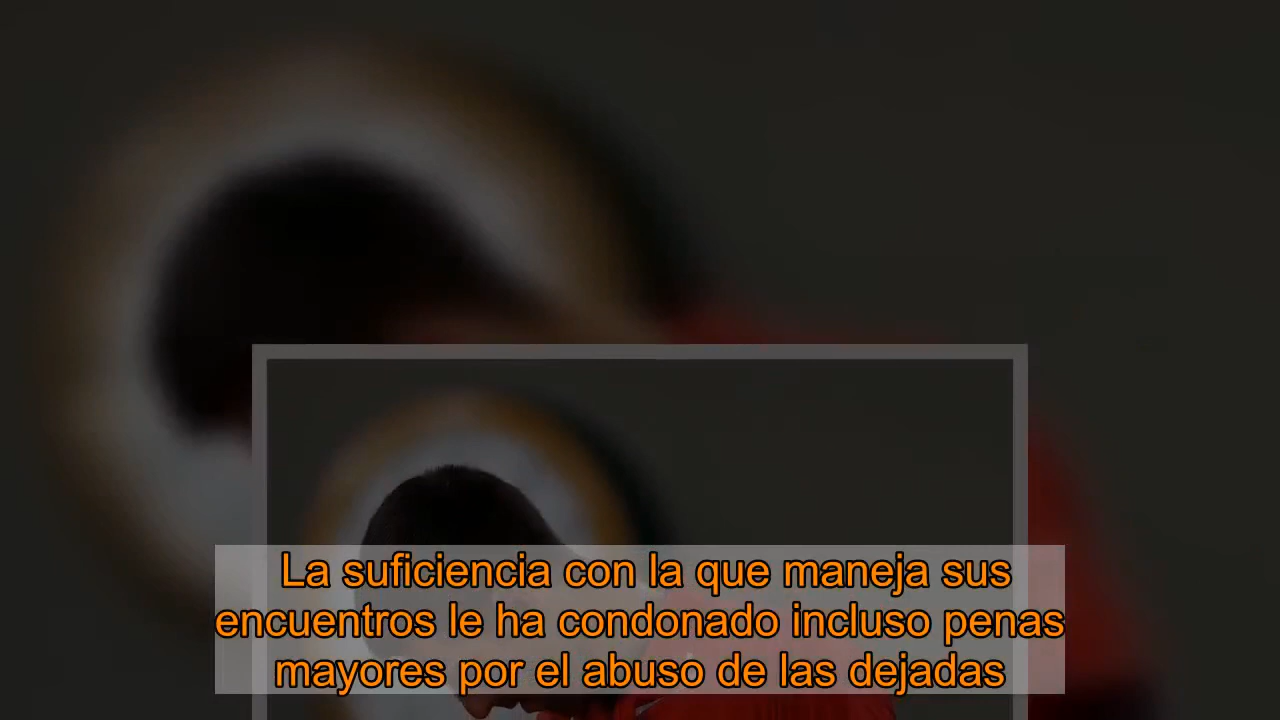 La suficiencia con la que maneja sus
encuentros le ha condonado incluso penas
mayores por el abuso de las dejadas